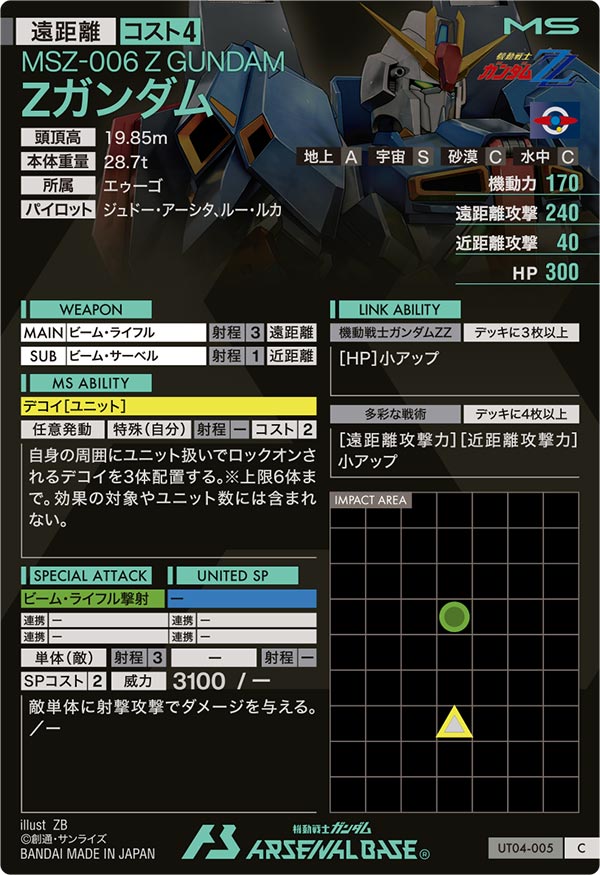 遠距離 コスト4 MS
MSZ-006 Z GUNDAM
Zガンダム
機動戦士 ガンダムZZ
頭頂高 19.85m
本体重量 28.7t
所属 エゥーゴ
パイロット ジュドー・アーシタ、ルー・ルカ
地上 A 宇宙 S 砂漠 C 水中 C
機動力 170
遠距離攻撃 240
近距離攻撃 40
HP 300
WEAPON
MAIN ビーム・ライフル 射程 3 遠距離
SUB ビーム・サーベル 射程 1 近距離
MS ABILITY
デコイ[ユニット]
任意発動 特殊(自分) 射程 ー コスト 2
自身の周囲にユニット扱いでロックオンさ
れるデコイを3体配置する。※上限6体ま
で。効果の対象やユニット数には含まれ
ない。
SPECIAL ATTACK UNITED SP
ビーム・ライフル撃射 ー
連携 ー 連携 ー
連携 ー 連携 ー
単体(敵) 射程 3 ー 射程 ー
SPコスト 2 威力 3100 / ー
敵単体に射撃攻撃でダメージを与える。
/ー
LINK ABILITY
機動戦士ガンダムZZ デッキに3枚以上
[HP]小アップ
多彩な戦術 デッキに4枚以上
[遠距離攻撃力][近距離攻撃力]
小アップ
IMPACT AREA
illust ZB
©創通・サンライズ
BANDAI MADE IN JAPAN
機動戦士ガンダム
ARSENAL BASE®
UT04-005 C